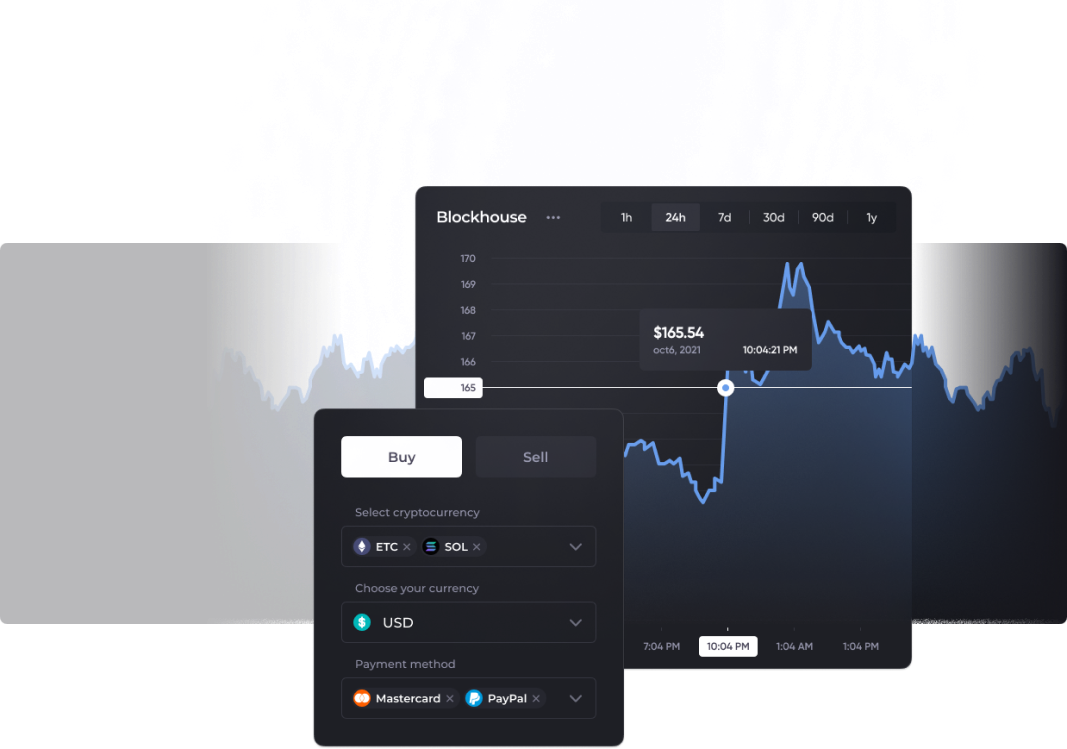 Blockhouse ... 1h 24h 7d 30d 90d 1y
170
169
168
167
166
165
$165.54
oct6, 2021 10:04:21 PM
7:04 PM 10:04 PM 1:04 AM 1:04 PM
Buy Sell
Select cryptocurrency
ETC × SOL ×
Choose your currency
$ USD
Payment method
Mastercard × PayPal ×